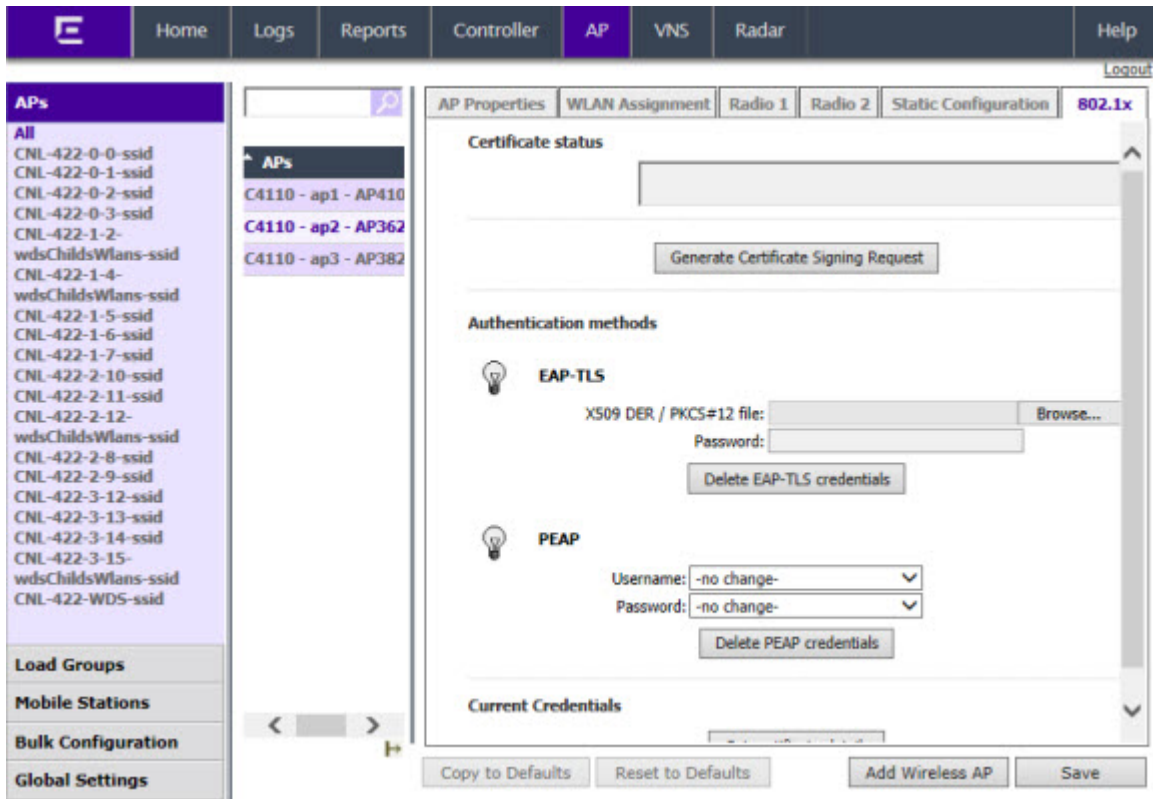 Home Logs Reports Controller AP VNS Radar Help
Logout
APs
All
CNL-422-0-0-ssid
CNL-422-0-1-ssid
CNL-422-0-2-ssid
CNL-422-0-3-ssid
CNL-422-1-2-
wdsChildsWlans-ssid
CNL-422-1-4-
wdsChildsWlans-ssid
CNL-422-1-5-ssid
CNL-422-1-6-ssid
CNL-422-1-7-ssid
CNL-422-2-10-ssid
CNL-422-2-11-ssid
CNL-422-2-12-
wdsChildsWlans-ssid
CNL-422-2-8-ssid
CNL-422-2-9-ssid
CNL-422-3-12-ssid
CNL-422-3-13-ssid
CNL-422-3-14-ssid
CNL-422-3-15-
wdsChildsWlans-ssid
CNL-422-WDS-ssid
Load Groups
Mobile Stations
Bulk Configuration
Global Settings
APs
C4110 - ap1 - AP410
C4110 - ap2 - AP362
C4110 - ap3 - AP382
AP Properties WLAN Assignment Radio 1 Radio 2 Static Configuration 802.1x
Certificate status
Generate Certificate Signing Request
Authentication methods
EAP-TLS
X509 DER / PKCS#12 file: Browse...
Password:
Delete EAP-TLS credentials
PEAP
Username: -no change-
Password: -no change-
Delete PEAP credentials
Current Credentials
Copy to Defaults Reset to Defaults Add Wireless AP Save